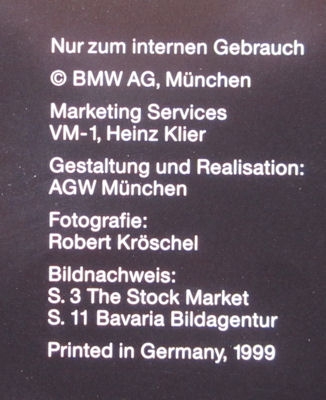 Nur zum internen Gebrauch
© BMW AG, München
Marketing Services
VM-1, Heinz Klier
Gestaltung und Realisation:
AGW München
Fotografie:
Robert Kröschel
Bildnachweis:
S. 3 The Stock Market
S. 11 Bavaria Bildagentur
Printed in Germany, 1999